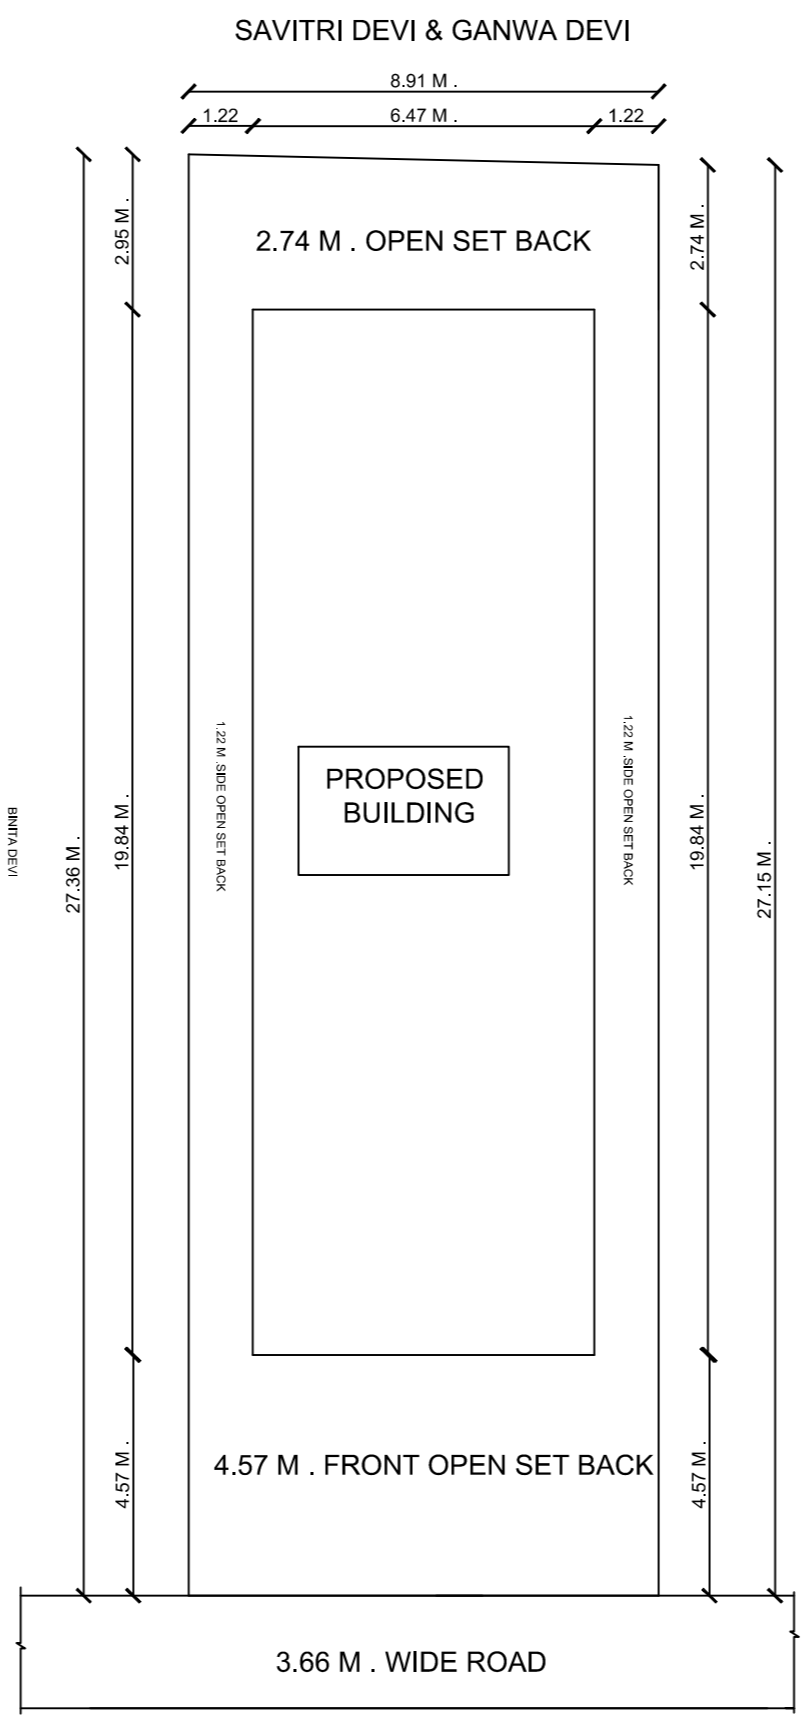 SAVITRI DEVI & GANWA DEVI
8.91 M .
1.22
6.47 M .
1.22
2.95 M .
2.74 M . OPEN SET BACK
2.74 M .
1.22 M .SIDE OPEN SET BACK
1.22 M .SIDE OPEN SET BACK
PROPOSED
BUILDING
BINITA DEVI
27.36 M .
19.84 M .
19.84 M .
27.15 M .
4.57 M .
4.57 M . FRONT OPEN SET BACK
4.57 M .
3.66 M . WIDE ROAD